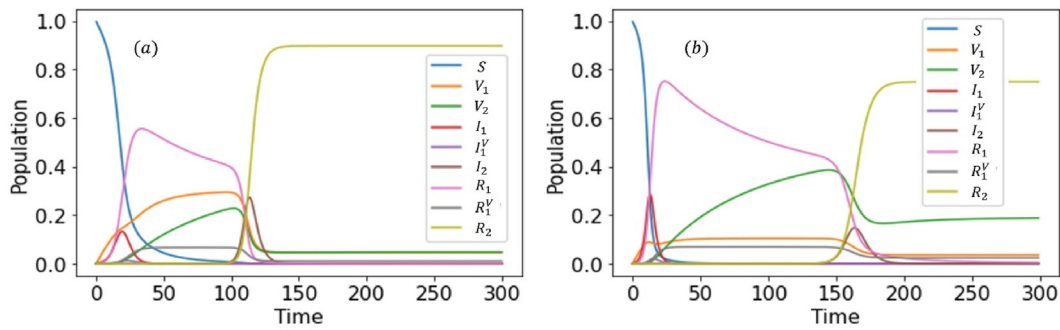 (a)
Population
1.0
0.8
0.6
0.4
0.2
0.0
0 50 100 150 200 250 300
Time
S
V₁
V₂
I₁
I₁ⱽ
I₂
R₁
R₁ⱽ
R₂
(b)
Population
1.0
0.8
0.6
0.4
0.2
0.0
0 50 100 150 200 250 300
Time
S
V₁
V₂
I₁
I₁ⱽ
I₂
R₁
R₁ⱽ
R₂